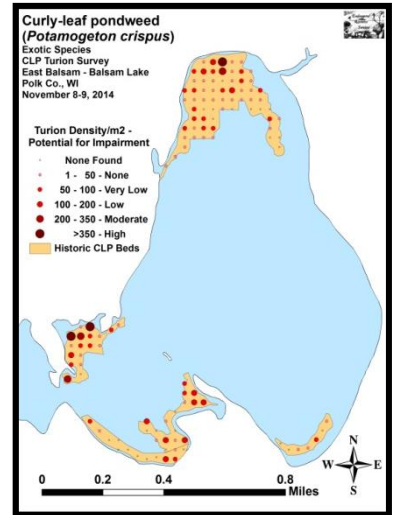 Curly-leaf pondweed
(Potamogeton crispus)
Exotic Species
CLP Turion Survey
East Balsam - Balsam Lake
Polk Co., WI
November 8-9, 2014
Turion Density/m2 -
Potential for Impairment
None Found
1 - 50 - None
50 - 100 - Very Low
100 - 200 - Low
200 - 350 - Moderate
>350 - High
Historic CLP Beds
N
W E
S
0 0.2 0.4 0.8
Miles